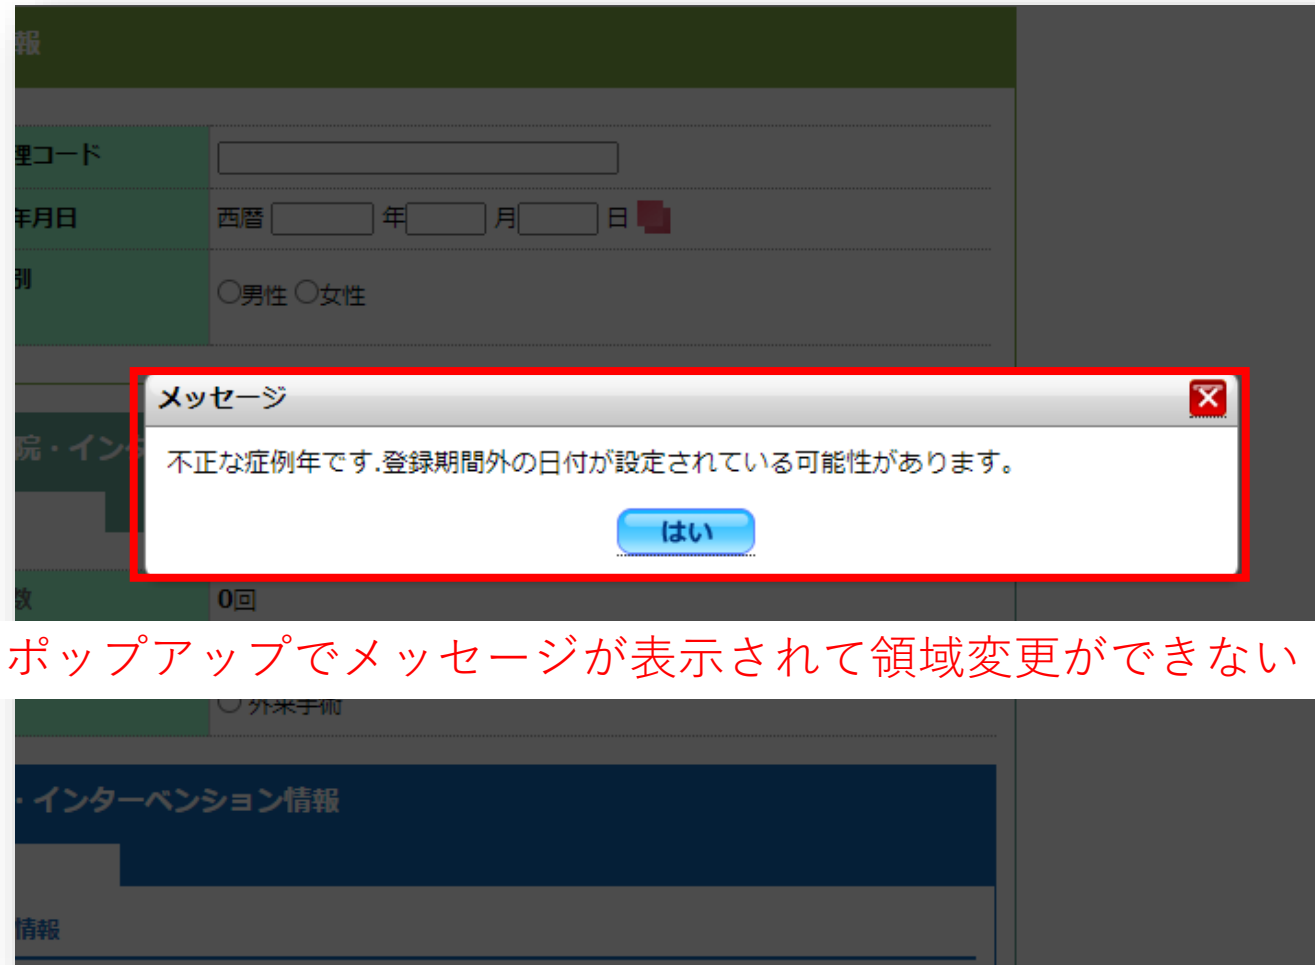 報
理コード
年月日
西暦 年 月 日
別
男性 女性
メッセージ
院・インタ
不正な症例年です.登録期間外の日付が設定されている可能性があります。
はい
数
0回
ポップアップでメッセージが表示されて領域変更ができない
外来手術
・インターベンション情報
情報